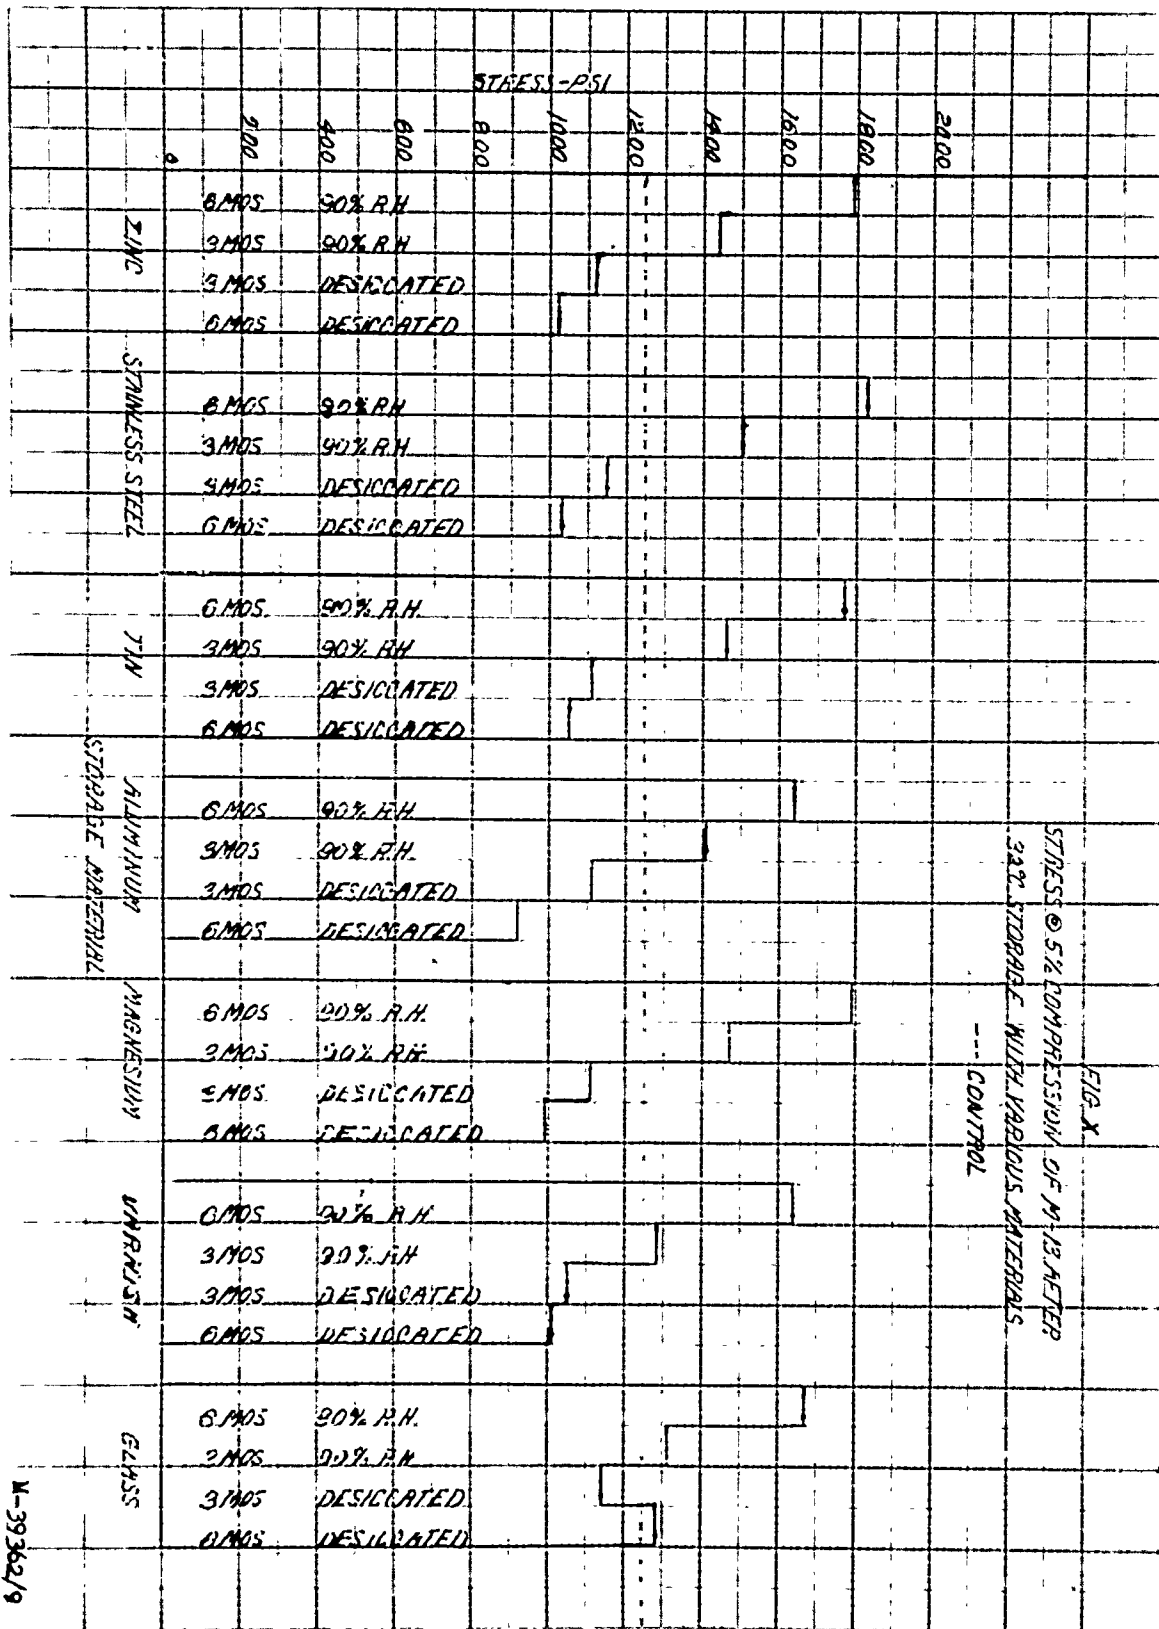 FIG. X
STRESS @ 5% COMPRESSION OF M-13 AFTER
STORAGE WITH VARIOUS MATERIALS
--- CONTROL
STRESS-PSI
0
200
400
600
800
1000
1200
1400
1600
1800
2000
ZINC
6 MOS 90% R.H.
3 MOS 90% R.H.
3 MOS DESICCATED
6 MOS DESICCATED
STAINLESS STEEL
6 MOS 90% RH
3 MOS 90% R.H.
3 MOS DESICCATED
6 MOS DESICCATED
TIN
6 MOS 90% R.H.
3 MOS 90% RH
3 MOS DESICCATED
6 MOS DESICCATED
ALUMINUM
6 MOS 90% R.H.
3 MOS 90% R.H.
3 MOS DESICCATED
6 MOS DESICCATED
MAGNESIUM
6 MOS 90% R.H.
3 MOS 90% RH
3 MOS DESICCATED
6 MOS DESICCATED
VARNISH
6 MOS 90% R.H
3 MOS 90% RH
3 MOS DESICCATED
6 MOS DESICCATED
GLASS
6 MOS 90% R.H.
3 MOS 90% RH
3 MOS DESICCATED
6 MOS DESICCATED
STORAGE MATERIAL
M-39362/9